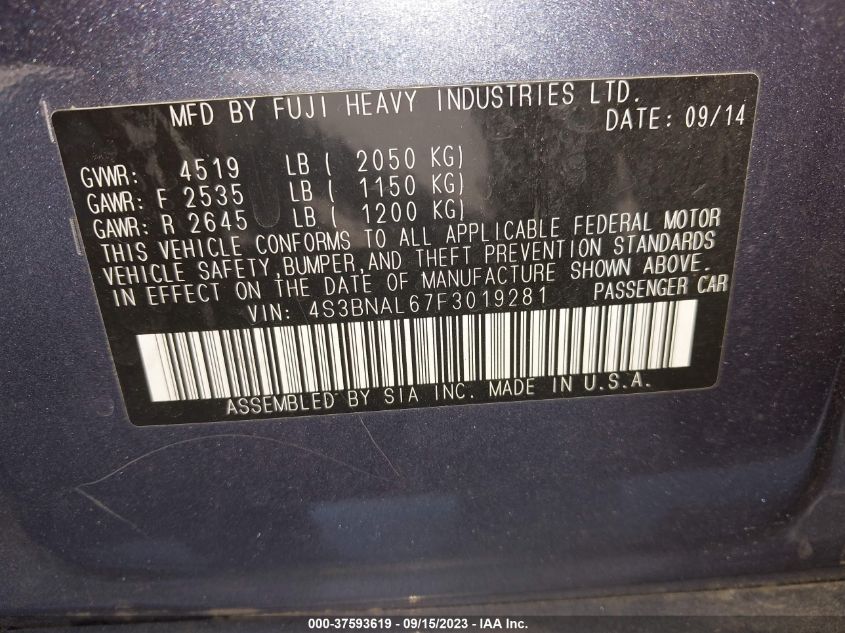 MFD BY FUJI HEAVY INDUSTRIES LTD.
DATE: 09/14
GVWR: 4519 LB ( 2050 KG)
GAWR: F 2535 LB ( 1150 KG)
GAWR: R 2645 LB ( 1200 KG)
THIS VEHICLE CONFORMS TO ALL APPLICABLE FEDERAL MOTOR
VEHICLE SAFETY,BUMPER,AND THEFT PREVENTION STANDARDS
IN EFFECT ON THE DATE OF MANUFACTURE SHOWN ABOVE.
VIN: 4S3BNAL67F3019281 PASSENGER CAR
ASSEMBLED BY SIA INC. MADE IN U.S.A.
000-37593619 - 09/15/2023 - IAA Inc.